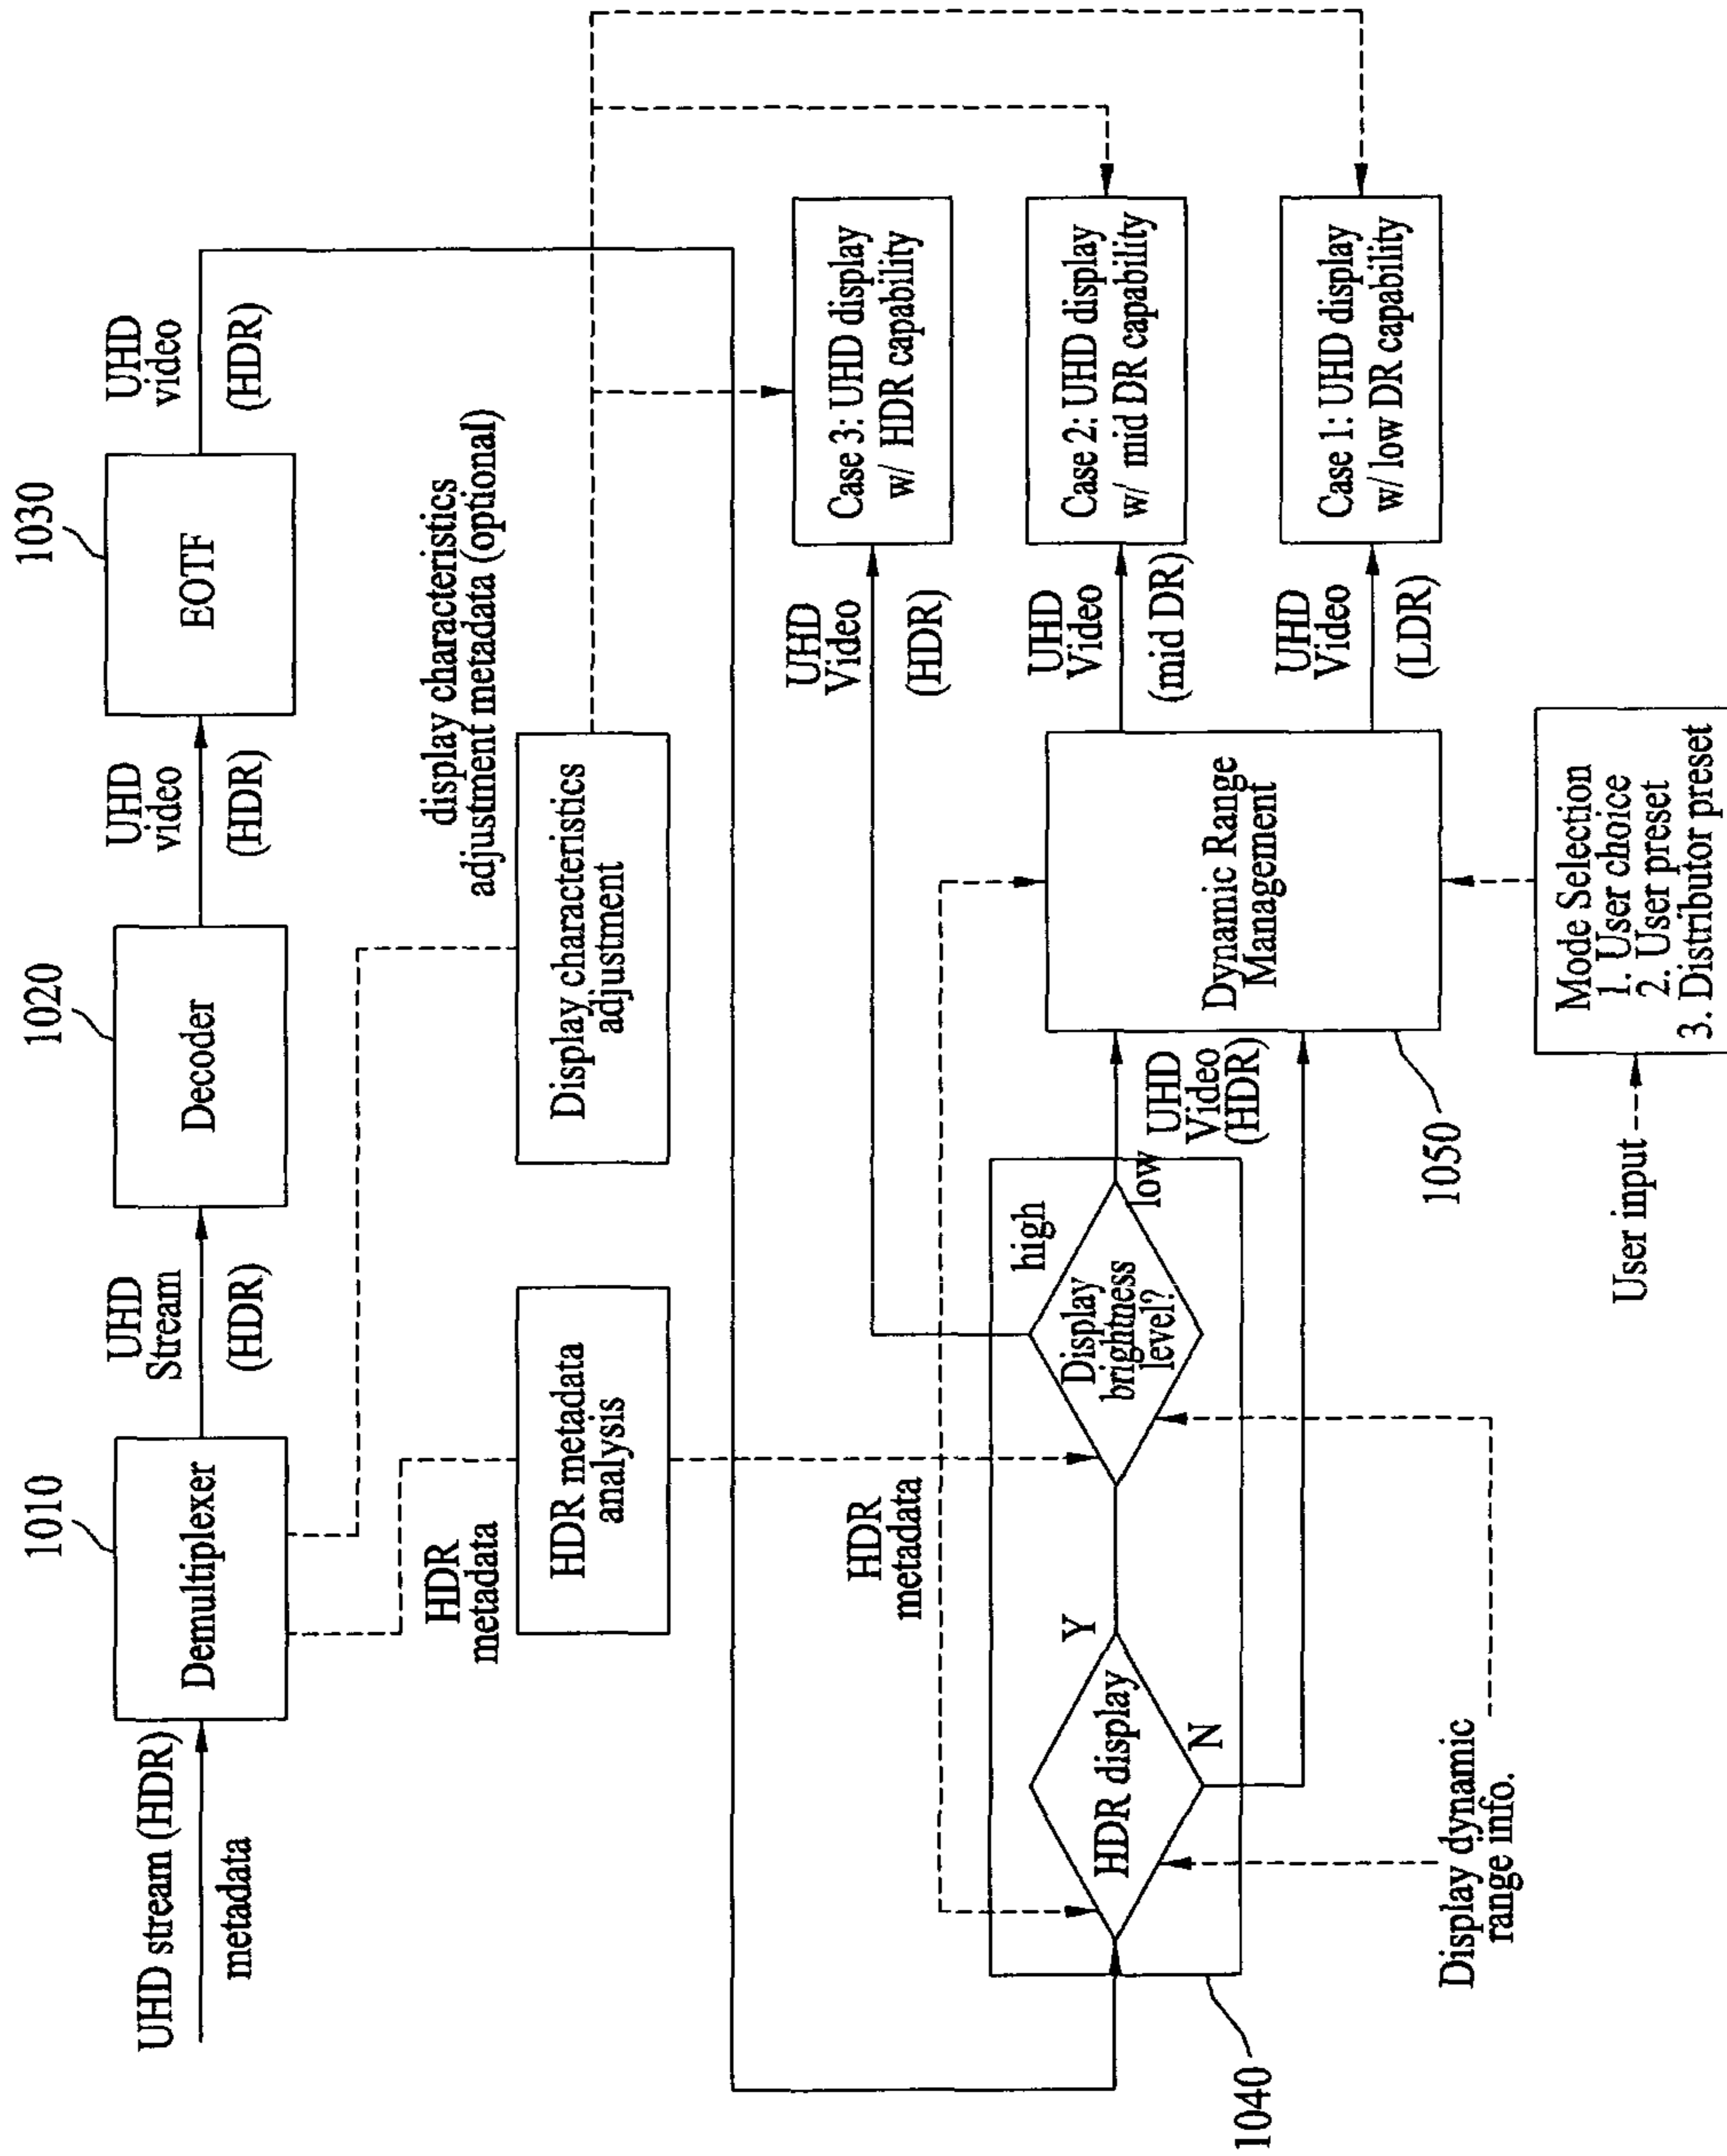 UHD stream (HDR)
metadata
1010
Demultiplexer
UHD
Stream
(HDR)
1020
Decoder
UHD
video
(HDR)
1030
EOTF
UHD
video
(HDR)
HDR
metadata
HDR metadata
analysis
Display characteristics
adjustment
display characteristics
adjustment metadata (optional)
HDR
metadata
1040
HDR display
Y
N
Display
brightness
level?
high
low
Display dynamic
range info.
UHD
Video
(HDR)
1050
Dynamic Range
Management
User input
Mode Selection
1. User choice
2. User preset
3. Distributor preset
UHD
Video
(HDR)
Case 3: UHD display
w/ HDR capability
UHD
Video
(mid DR)
Case 2: UHD display
w/ mid DR capability
UHD
Video
(LDR)
Case 1: UHD display
w/ low DR capability